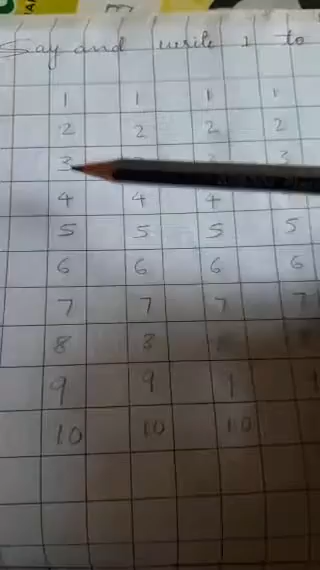 Say and write 1 to
1 1 1 1
2 2 2 2
3 3
4 4 4
5 5 5 5
6 6 6 6
7 7 7 7
8 8
9 9
10 10 10